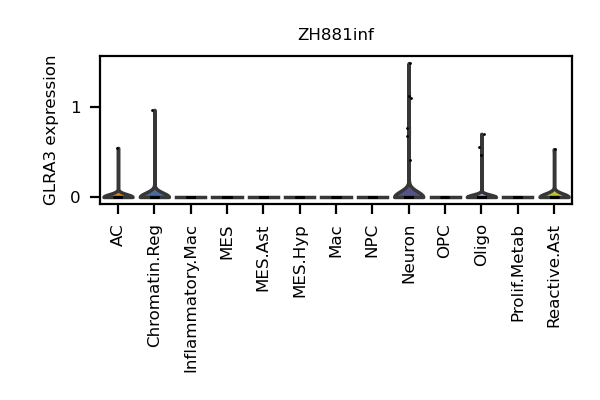 ZH881inf
GLRA3 expression
1
0
AC
Chromatin.Reg
Inflammatory.Mac
MES
MES.Ast
MES.Hyp
Mac
NPC
Neuron
OPC
Oligo
Prolif.Metab
Reactive.Ast